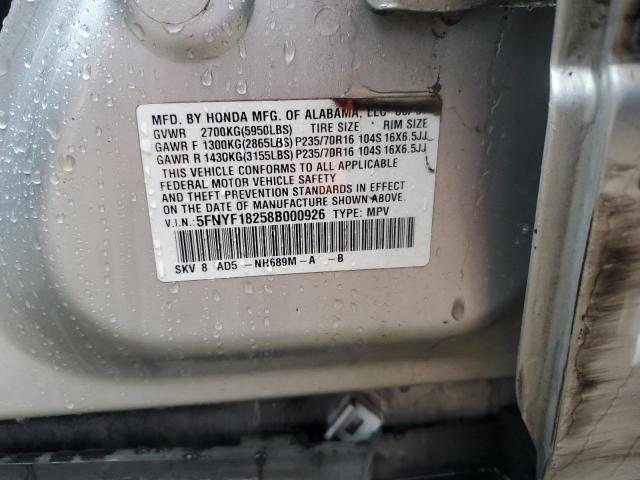 MFD. BY HONDA MFG. OF ALABAMA, LLC
GVWR 2700KG(5950LBS) TIRE SIZE RIM SIZE
GAWR F 1300KG(2865LBS) P235/70R16 104S 16X6.5JJ
GAWR R 1430KG(3155LBS) P235/70R16 104S 16X6.5JJ
THIS VEHICLE CONFORMS TO ALL APPLICABLE
FEDERAL MOTOR VEHICLE SAFETY
AND THEFT PREVENTION STANDARDS IN EFFECT
ON THE DATE OF MANUFACTURE SHOWN ABOVE.
V.I.N.: 5FNYF18258B000926 TYPE: MPV
SKV 8 AD5 -NH689M-A -B